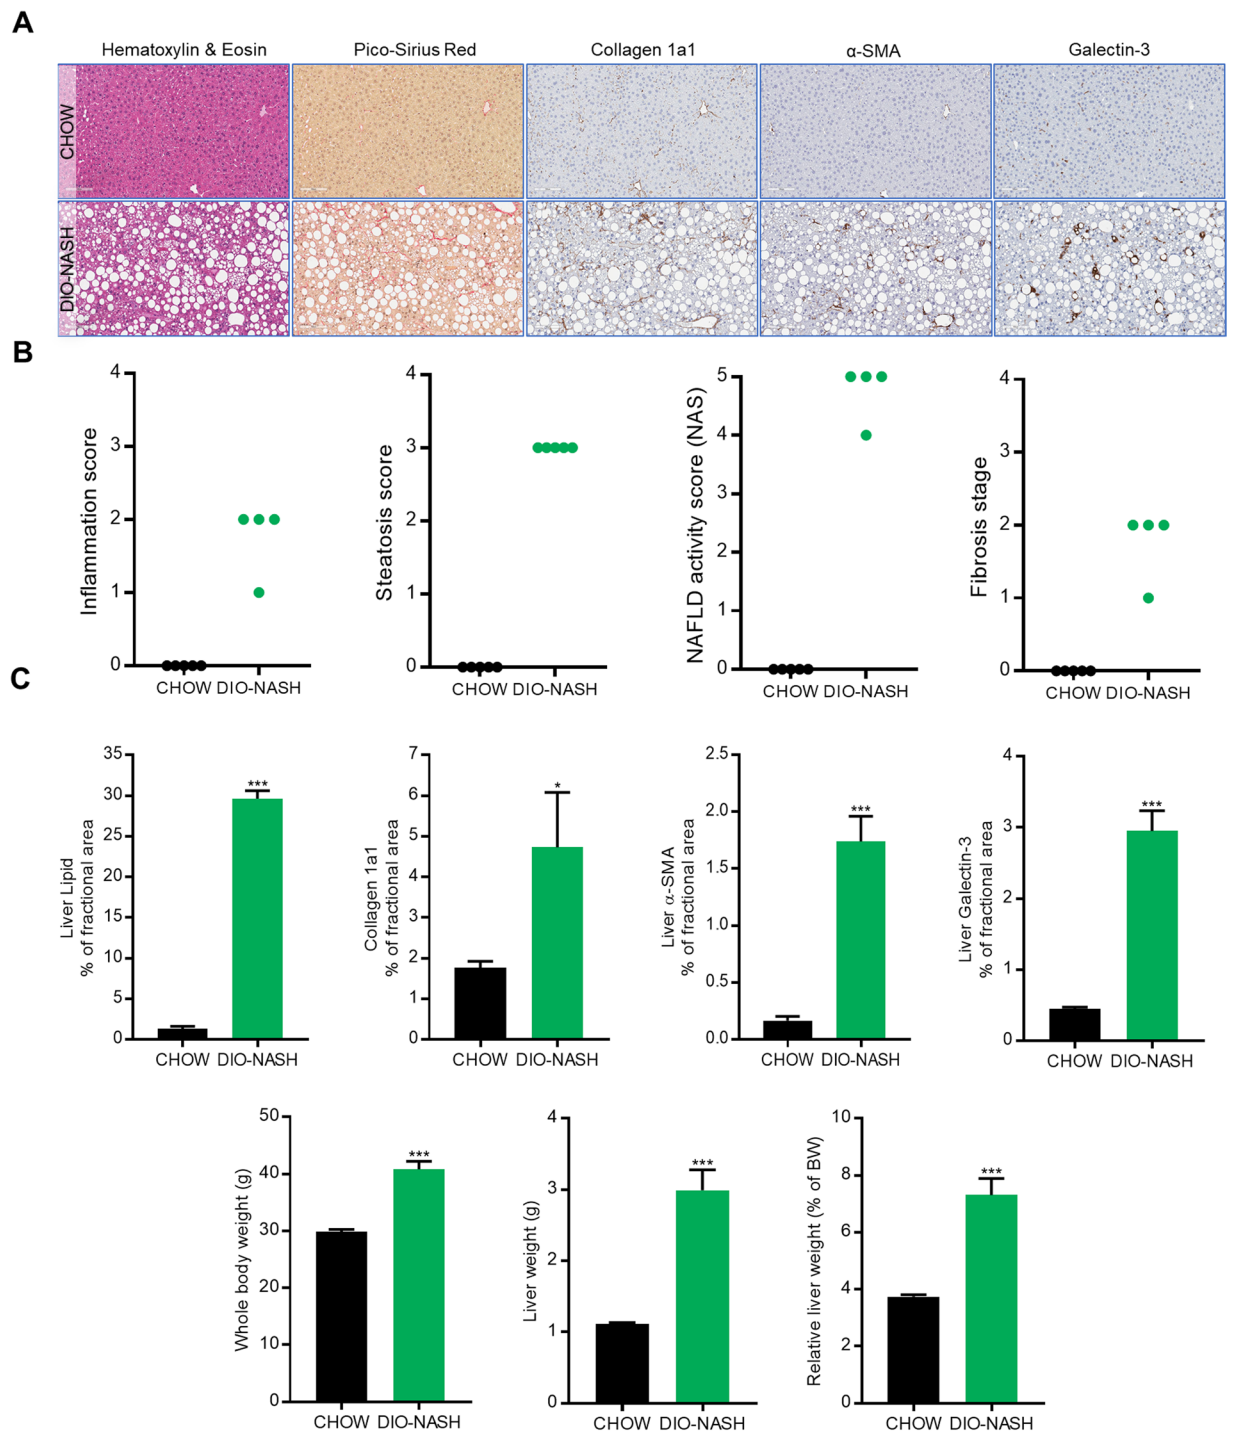 A
Hematoxylin & Eosin
Pico-Sirius Red
Collagen 1a1
α-SMA
Galectin-3
CHOW
DIO-NASH
B
Inflammation score
4
3
2
1
0
CHOW DIO-NASH
Steatosis score
4
3
2
1
0
CHOW DIO-NASH
NAFLD activity score (NAS)
5
4
3
2
1
0
CHOW DIO-NASH
Fibrosis stage
4
3
2
1
0
CHOW DIO-NASH
C
Liver Lipid
% of fractional area
35
30
25
20
15
10
5
0
***
CHOW DIO-NASH
Collagen 1a1
% of fractional area
7
6
5
4
3
2
1
0
*
CHOW DIO-NASH
Liver α-SMA
% of fractional area
2.5
2.0
1.5
1.0
0.5
0.0
***
CHOW DIO-NASH
Liver Galectin-3
% of fractional area
4
3
2
1
0
***
CHOW DIO-NASH
Whole body weight (g)
50
40
30
20
10
0
***
CHOW DIO-NASH
Liver weight (g)
4
3
2
1
0
***
CHOW DIO-NASH
Relative liver weight (% of BW)
10
8
6
4
2
0
***
CHOW DIO-NASH